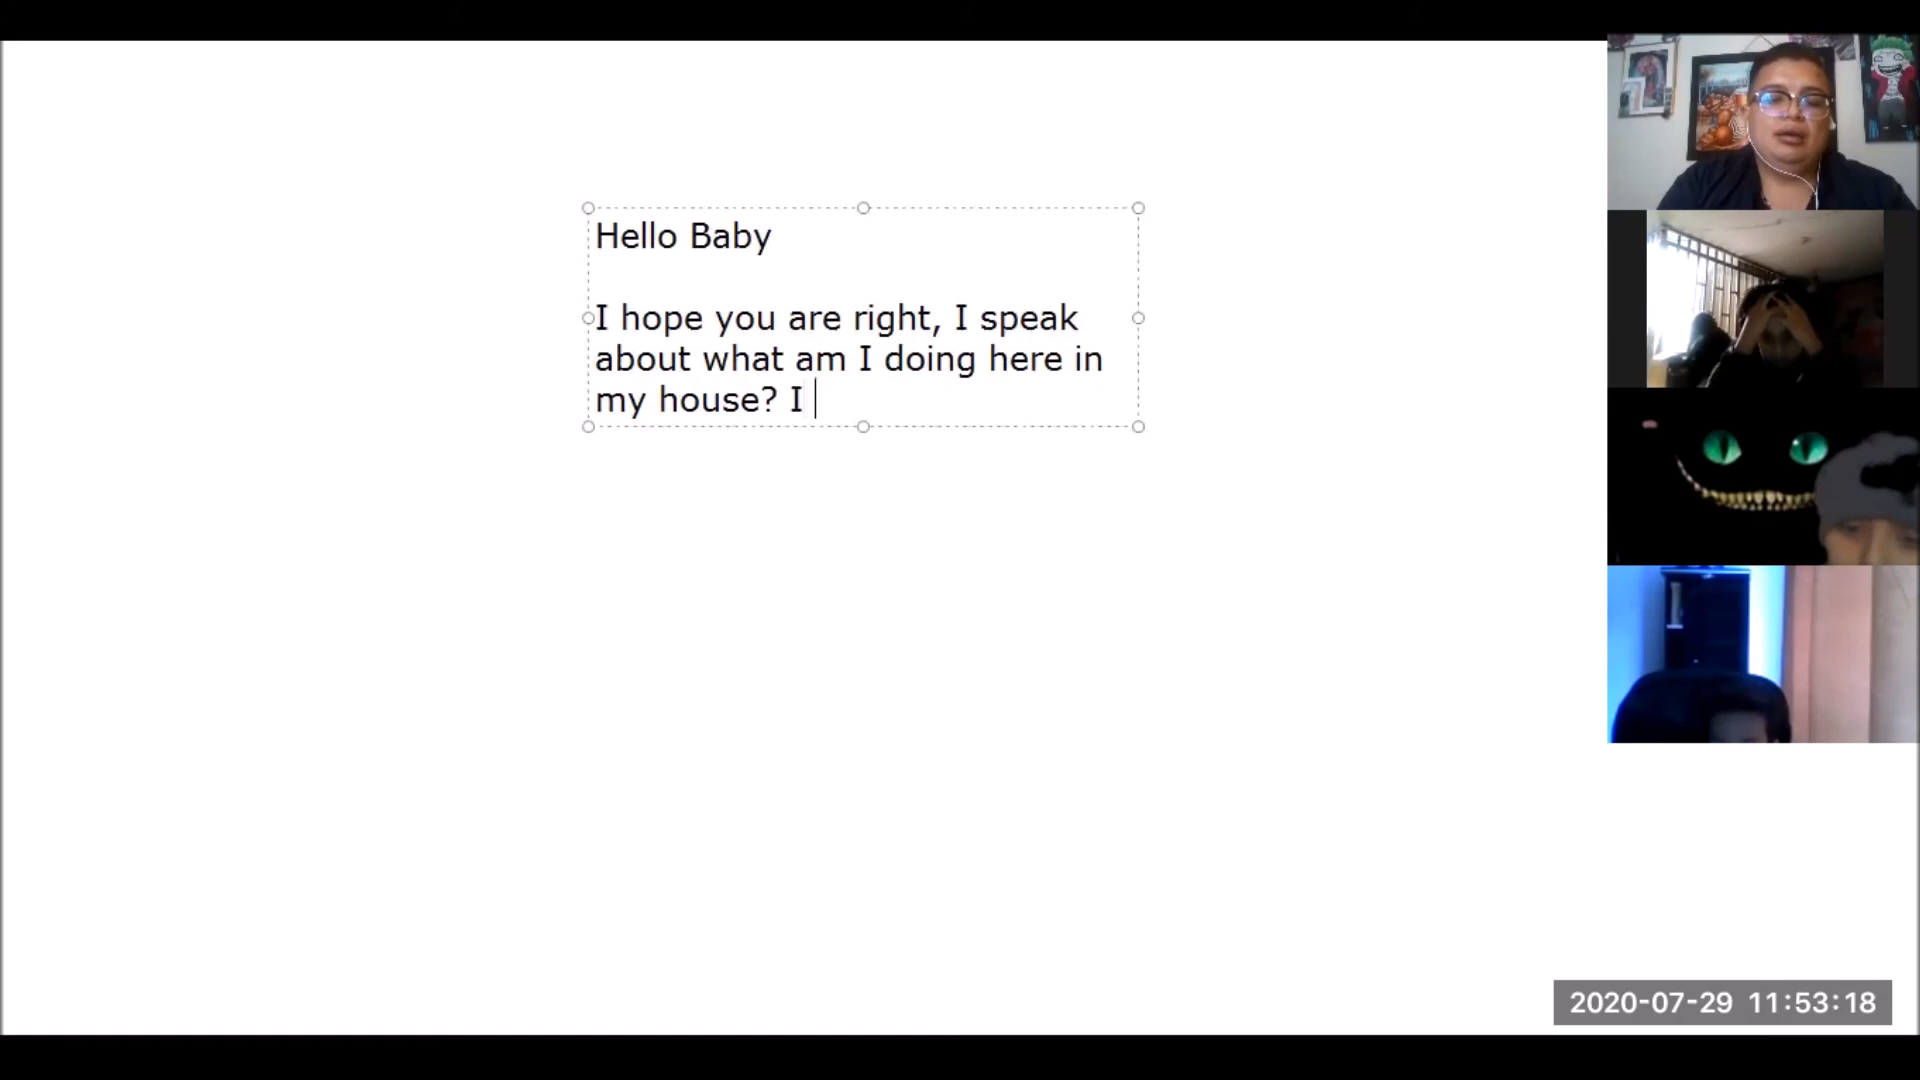 Hello Baby
I hope you are right, I speak
about what am I doing here in
my house? I
2020-07-29 11:53:18